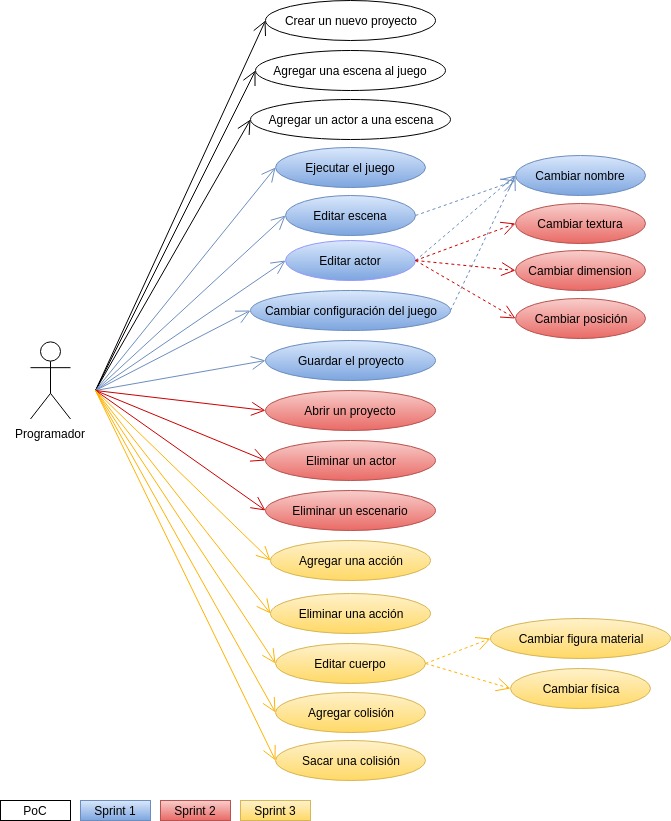 Crear un nuevo proyecto
Agregar una escena al juego
Agregar un actor a una escena
Ejecutar el juego
Cambiar nombre
Editar escena
Cambiar textura
Editar actor
Cambiar dimension
Cambiar configuración del juego
Cambiar posición
Guardar el proyecto
Programador
Abrir un proyecto
Eliminar un actor
Eliminar un escenario
Agregar una acción
Eliminar una acción
Cambiar figura material
Editar cuerpo
Cambiar física
Agregar colisión
Sacar una colisión
PoC
Sprint 1
Sprint 2
Sprint 3